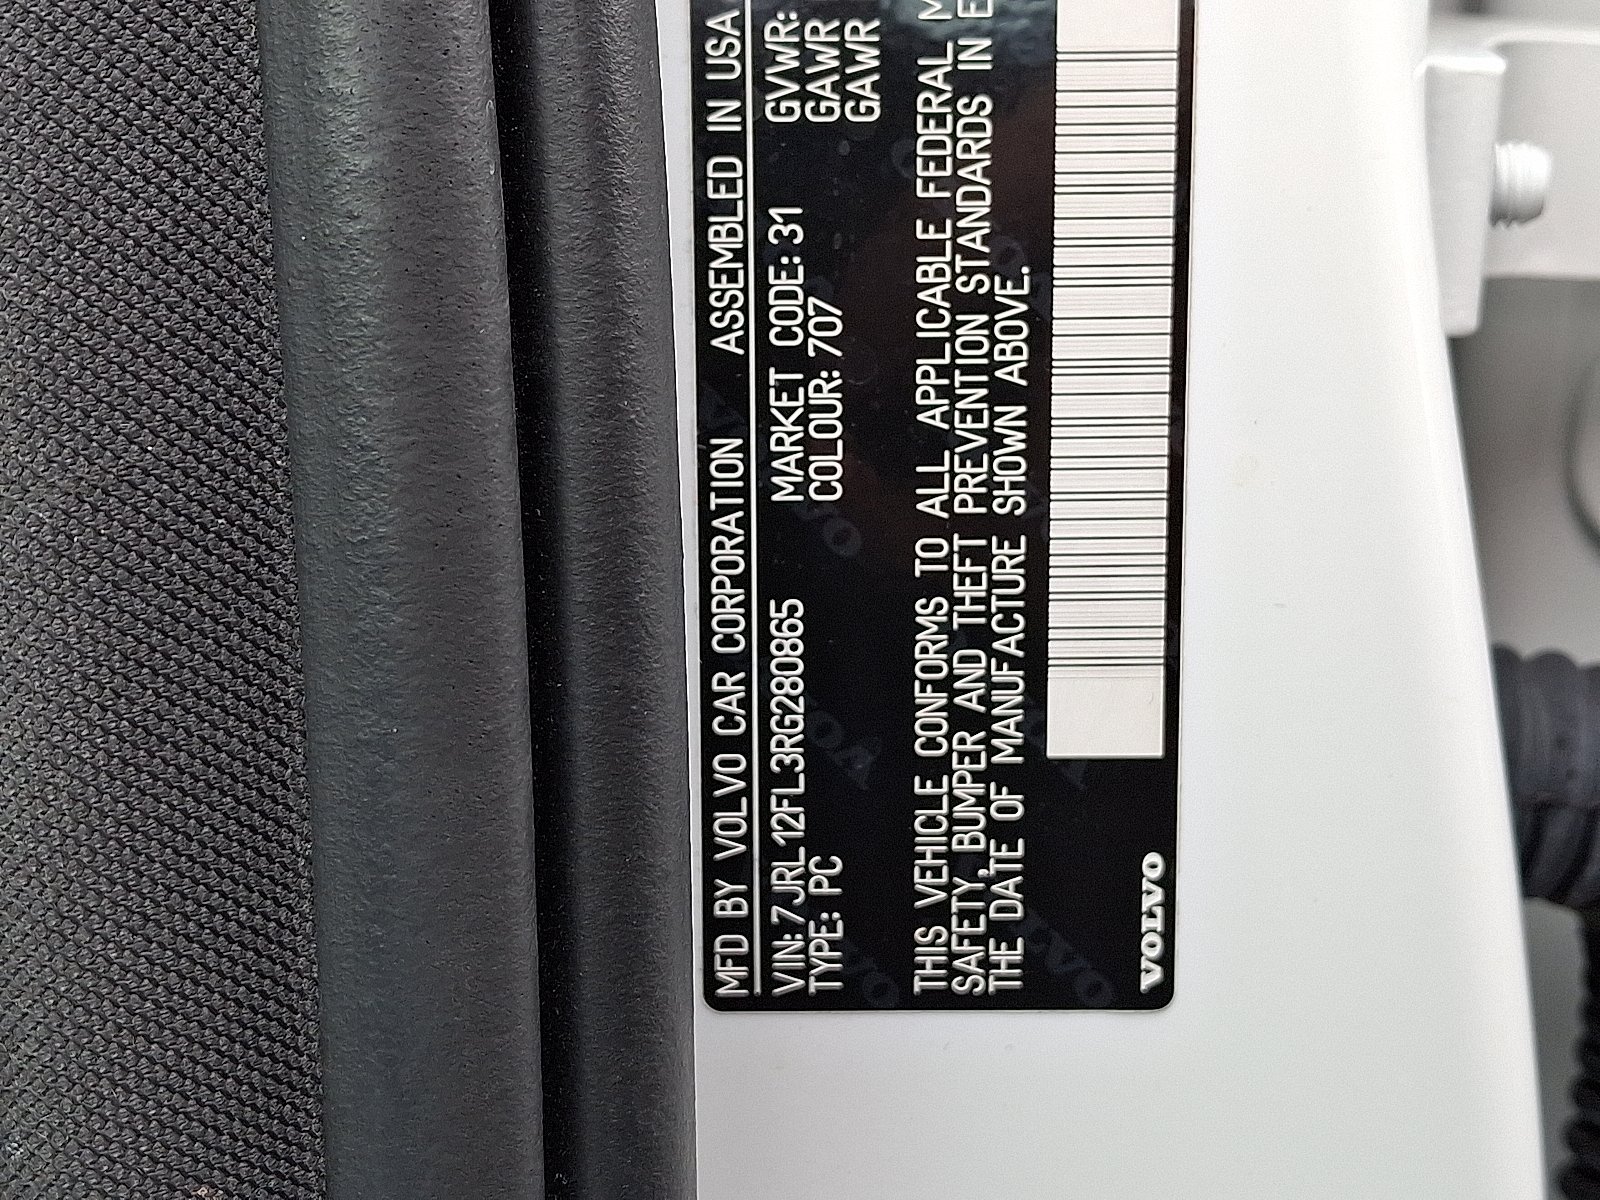 MFD BY VOLVO CAR CORPORATION ASSEMBLED IN USA
VIN: 7JRL12FL3RG280865 MARKET CODE: 31 GVWR:
TYPE: PC COLOUR: 707 GAWR
GAWR
THIS VEHICLE CONFORMS TO ALL APPLICABLE FEDERAL M
SAFETY, BUMPER AND THEFT PREVENTION STANDARDS IN E
THE DATE OF MANUFACTURE SHOWN ABOVE.
VOLVO